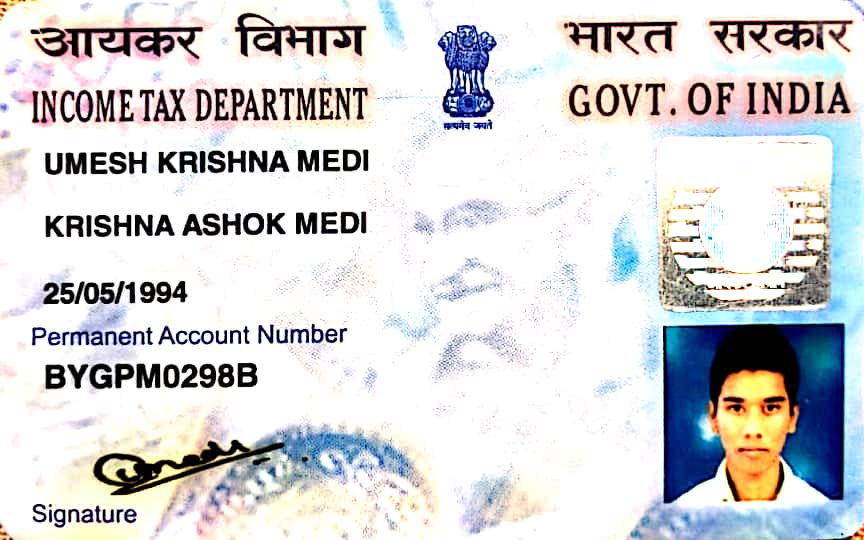 आयकर विभाग
INCOME TAX DEPARTMENT
सत्यमेव जयते
भारत सरकार
GOVT. OF INDIA
UMESH KRISHNA MEDI
KRISHNA ASHOK MEDI
25/05/1994
Permanent Account Number
BYGPM0298B
Signature